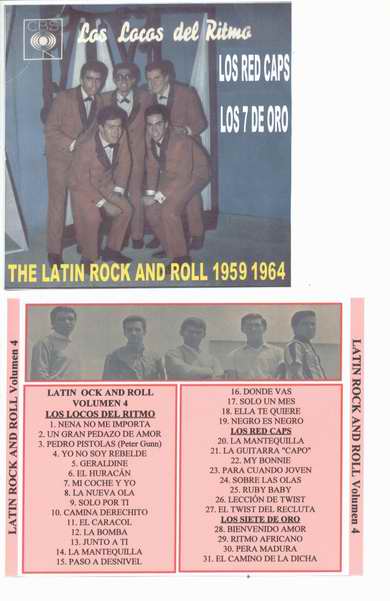 CBS
Los Locos del Ritmo
LOS RED CAPS
LOS 7 DE ORO
THE LATIN ROCK AND ROLL 1959 1964
LATIN ROCK AND ROLL Volumen 4
LATIN OCK AND ROLL
VOLUMEN 4
LOS LOCOS DEL RITMO
1. NENA NO ME IMPORTA
2. UN GRAN PEDAZO DE AMOR
3. PEDRO PISTOLAS (Peter Gunn)
4. YO NO SOY REBELDE
5. GERALDINE
6. EL HURACÁN
7. MI COCHE Y YO
8. LA NUEVA OLA
9. SOLO POR TI
10. CAMINA DERECHITO
11. EL CARACOL
12. LA BOMBA
13. JUNTO A TI
14. LA MANTEQUILLA
15. PASO A DESNIVEL
16. DONDE VAS
17. SOLO UN MES
18. ELLA TE QUIERE
19. NEGRO ES NEGRO
LOS RED CAPS
20. LA MANTEQUILLA
21. LA GUITARRA "CAPO"
22. MY BONNIE
23. PARA CUANDO JOVEN
24. SOBRE LAS OLAS
25. RUBY BABY
26. LECCIÓN DE TWIST
27. EL TWIST DEL RECLUTA
LOS SIETE DE ORO
28. BIENVENIDO AMOR
29. RITMO AFRICANO
30. PERA MADURA
31. EL CAMINO DE LA DICHA
LATIN ROCK AND ROLL Volumen 4